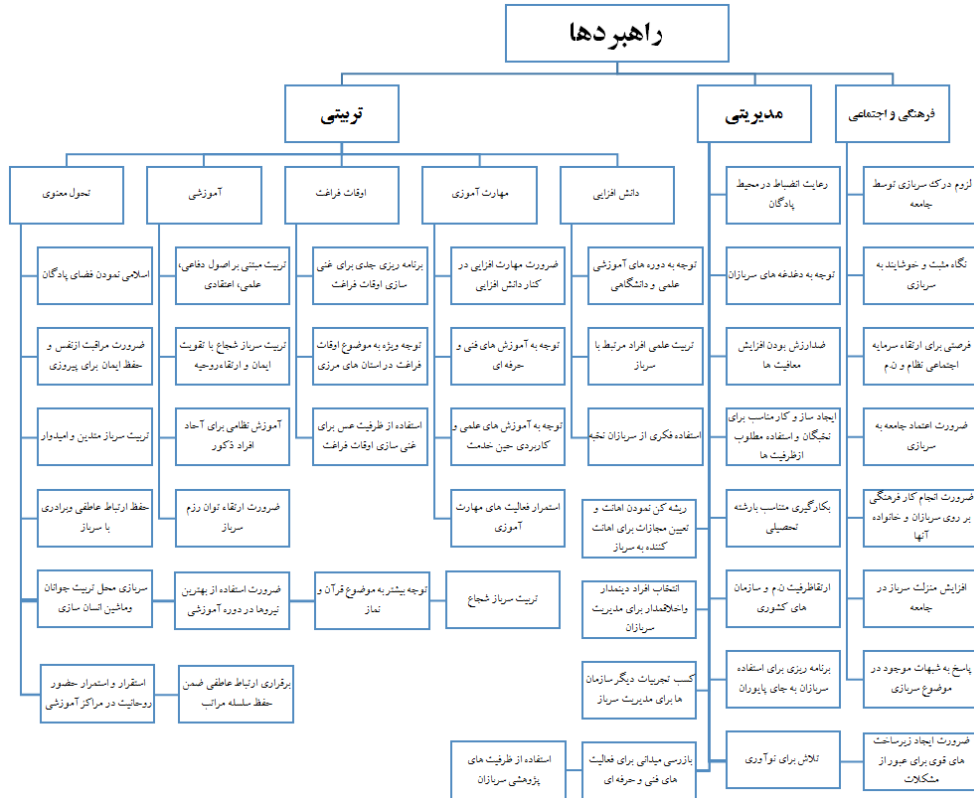 راهبردها
فرهنگی و اجتماعی
مدیریتی
تربیتی
دانش افزایی
مهارت آموزی
اوقات فراغت
آموزشی
تحول معنوی
لزوم درک سربازی توسط
جامعه
نگاه مثبت و خوشایند به
سربازی
فرصتی برای ارتقاء سرمایه
اجتماعی نظام و ن.م
ضرورت اعتماد جامعه به
سربازی
ضرورت انجام کار فرهنگی
بر روی سربازان و خانواده
آنها
افزایش منزلت سرباز در
جامعه
پاسخ به شبهات موجود در
موضوع سربازی
رعایت انضباط در محیط
پادگان
توجه به دغدغه های سربازان
ضدارزش بودن افزایش
معافیت ها
ایجاد ساز و کار مناسب برای
نخبگان و استفاده مطلوب
ازظرفیت ها
بکارگیری متناسب بارشته
تحصیلی
ریشه کن نمودن اهانت و
تعیین مجازات برای اهانت
کننده به سرباز
ارتقاظرفیت ن.م و سازمان
های کشوری
انتخاب افراد دیندمدار
واخلاقمدار برای مدیریت
سربازان
برنامه ریزی برای استفاده
سربازان به جای پایوران
کسب تجربیات دیگر سازمان
ها برای مدیریت سرباز
ضرورت ایجاد زیرساخت
های قوی برای عبور از
مشکلات
تلاش برای نوآوری
بازرسی میدانی برای فعالیت
های فنی و حرفه ای
استفاده از ظرفیت های
پژوهشی سربازان
توجه به دوره های آموزشی
علمی و دانشگاهی
تربیت علمی افراد مرتبط با
سرباز
استفاده فکری از سربازان نخبه
ضرورت مهارت افزایی در
کنار دانش افزایی
توجه به آموزش های فنی و
حرفه ای
توجه به آموزش های علمی و
کاربردی حین خدمت
استمرار فعالیت های مهارت
آموزی
برنامه ریزی جدی برای غنی
سازی اوقات فراغت
توجه ویژه به موضوع اوقات
فراغت در استان های مرزی
استفاده از ظرفیت عس برای
غنی سازی اوقات فراغت
تربیت مبتنی بر اصول دفاعی،
علمی، اعتقادی
تربیت سرباز شجاع با تقویت
ایمان و ارتقاءروحیه
آموزش نظامی برای آحاد
افراد ذکور
ضرورت ارتقاء توان رزم
سرباز
اسلامی نمودن فضای پادگان
ضرورت مراقبت ازنفس و
حفظ ایمان برای پیروزی
تربیت سرباز متدین و امیدوار
حفظ ارتباط عاطفی وبرادری
با سرباز
تربیت سرباز شجاع
توجه بیشتر به موضوع قرآن و
نماز
ضرورت استفاده از بهترین
نیروها در دوره آموزشی
سربازی محل تربیت جوانان
وماشین انسان سازی
برقراری ارتباط عاطفی ضمن
حفظ سلسله مراتب
استقرار و استمرار حضور
روحانیت در مراکز آموزشی